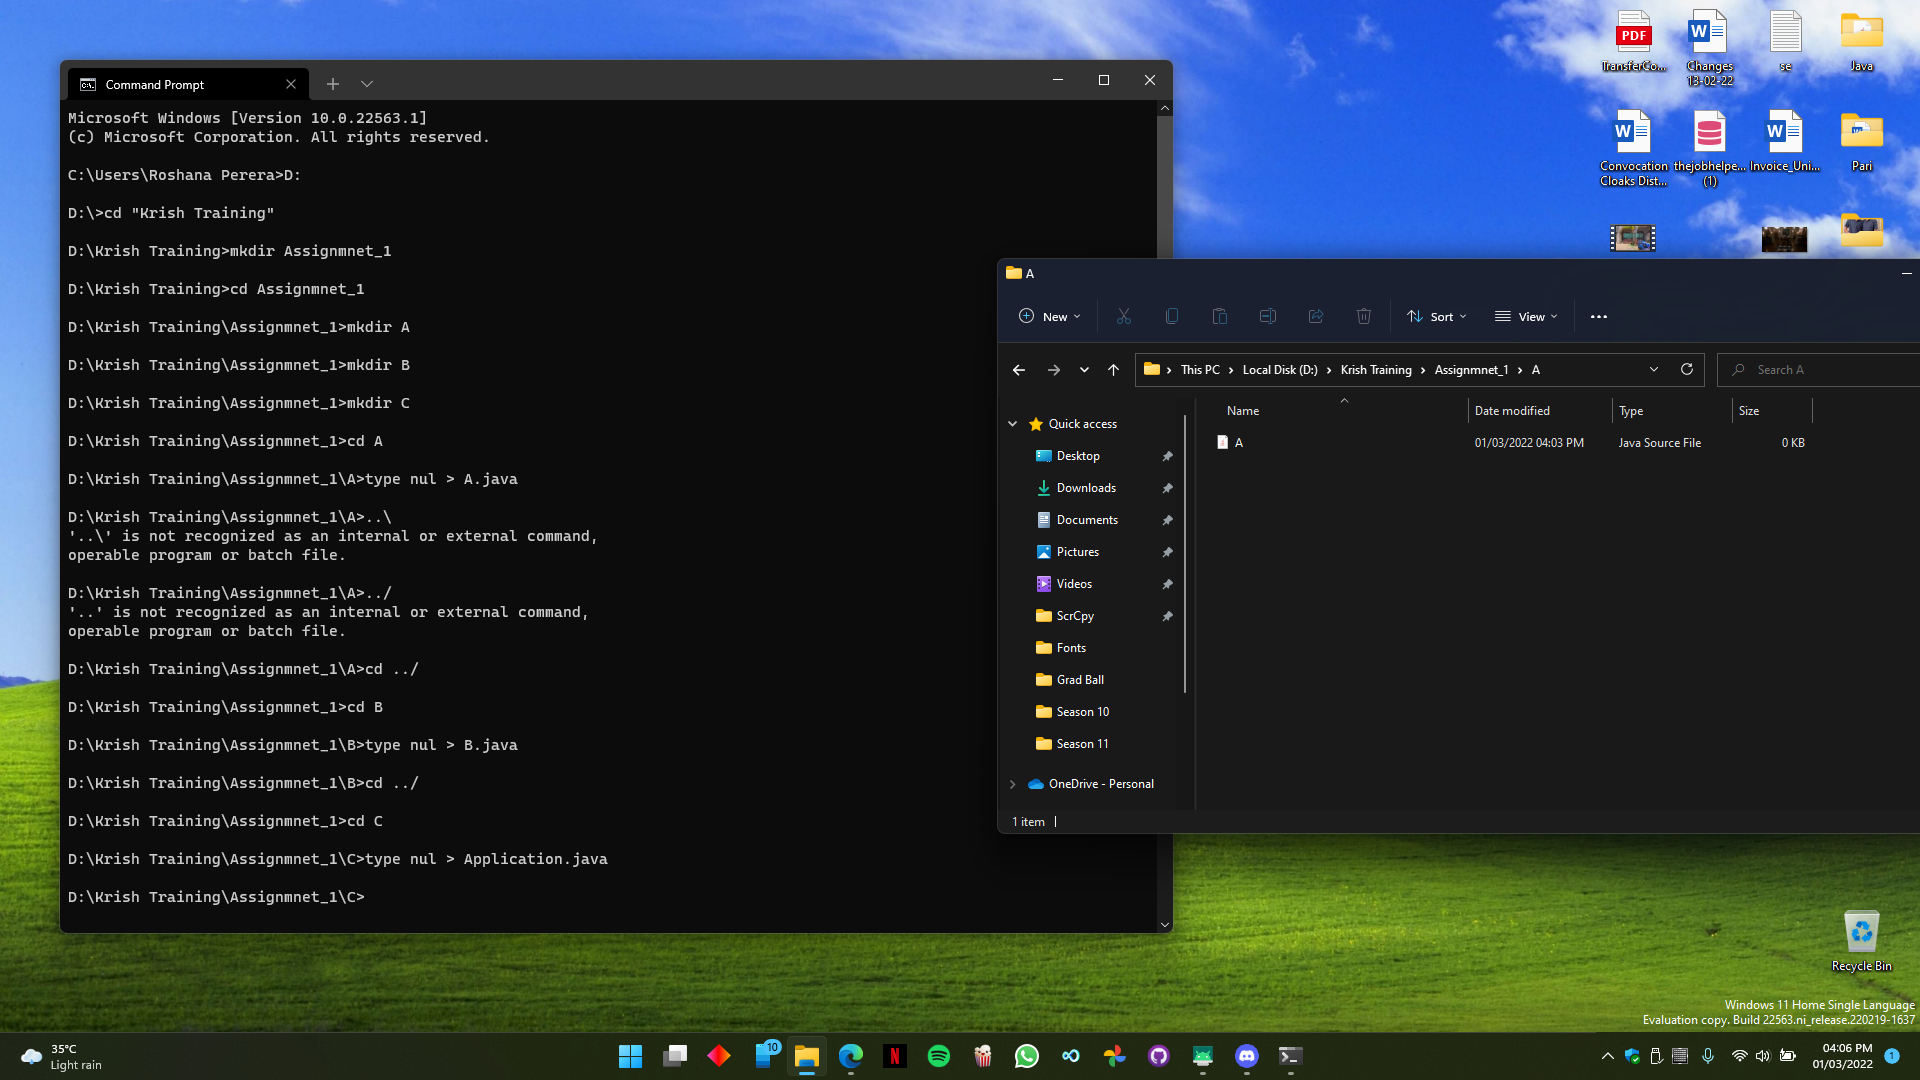 Command Prompt
Microsoft Windows [Version 10.0.22563.1]
(c) Microsoft Corporation. All rights reserved.
C:\Users\Roshana Perera>D:
D:\>cd "Krish Training"
D:\Krish Training>mkdir Assignmnet_1
D:\Krish Training>cd Assignmnet_1
D:\Krish Training\Assignmnet_1>mkdir A
D:\Krish Training\Assignmnet_1>mkdir B
D:\Krish Training\Assignmnet_1>mkdir C
D:\Krish Training\Assignmnet_1>cd A
D:\Krish Training\Assignmnet_1\A>type nul > A.java
D:\Krish Training\Assignmnet_1\A>..\
'..\' is not recognized as an internal or external command,
operable program or batch file.
D:\Krish Training\Assignmnet_1\A>../
'..' is not recognized as an internal or external command,
operable program or batch file.
D:\Krish Training\Assignmnet_1\A>cd ../
D:\Krish Training\Assignmnet_1>cd B
D:\Krish Training\Assignmnet_1\B>type nul > B.java
D:\Krish Training\Assignmnet_1\B>cd ../
D:\Krish Training\Assignmnet_1>cd C
D:\Krish Training\Assignmnet_1\C>type nul > Application.java
D:\Krish Training\Assignmnet_1\C>
PDF
TransferCo...
Changes
13-02-22
se
Java
Convocation
Cloaks Dist...
thejobhelpe...
(1)
Invoice_Uni...
Pari
A
New
Sort
View
This PC > Local Disk (D:) > Krish Training > Assignmnet_1 > A
Search A
Name Date modified Type Size
A 01/03/2022 04:03 PM Java Source File 0 KB
Quick access
Desktop
Downloads
Documents
Pictures
Videos
ScrCpy
Fonts
Grad Ball
Season 10
Season 11
OneDrive - Personal
1 item
Recycle Bin
Windows 11 Home Single Language
Evaluation copy. Build 22563.ni_release.220219-1637
35°C
Light rain
10
N
04:06 PM
01/03/2022
1